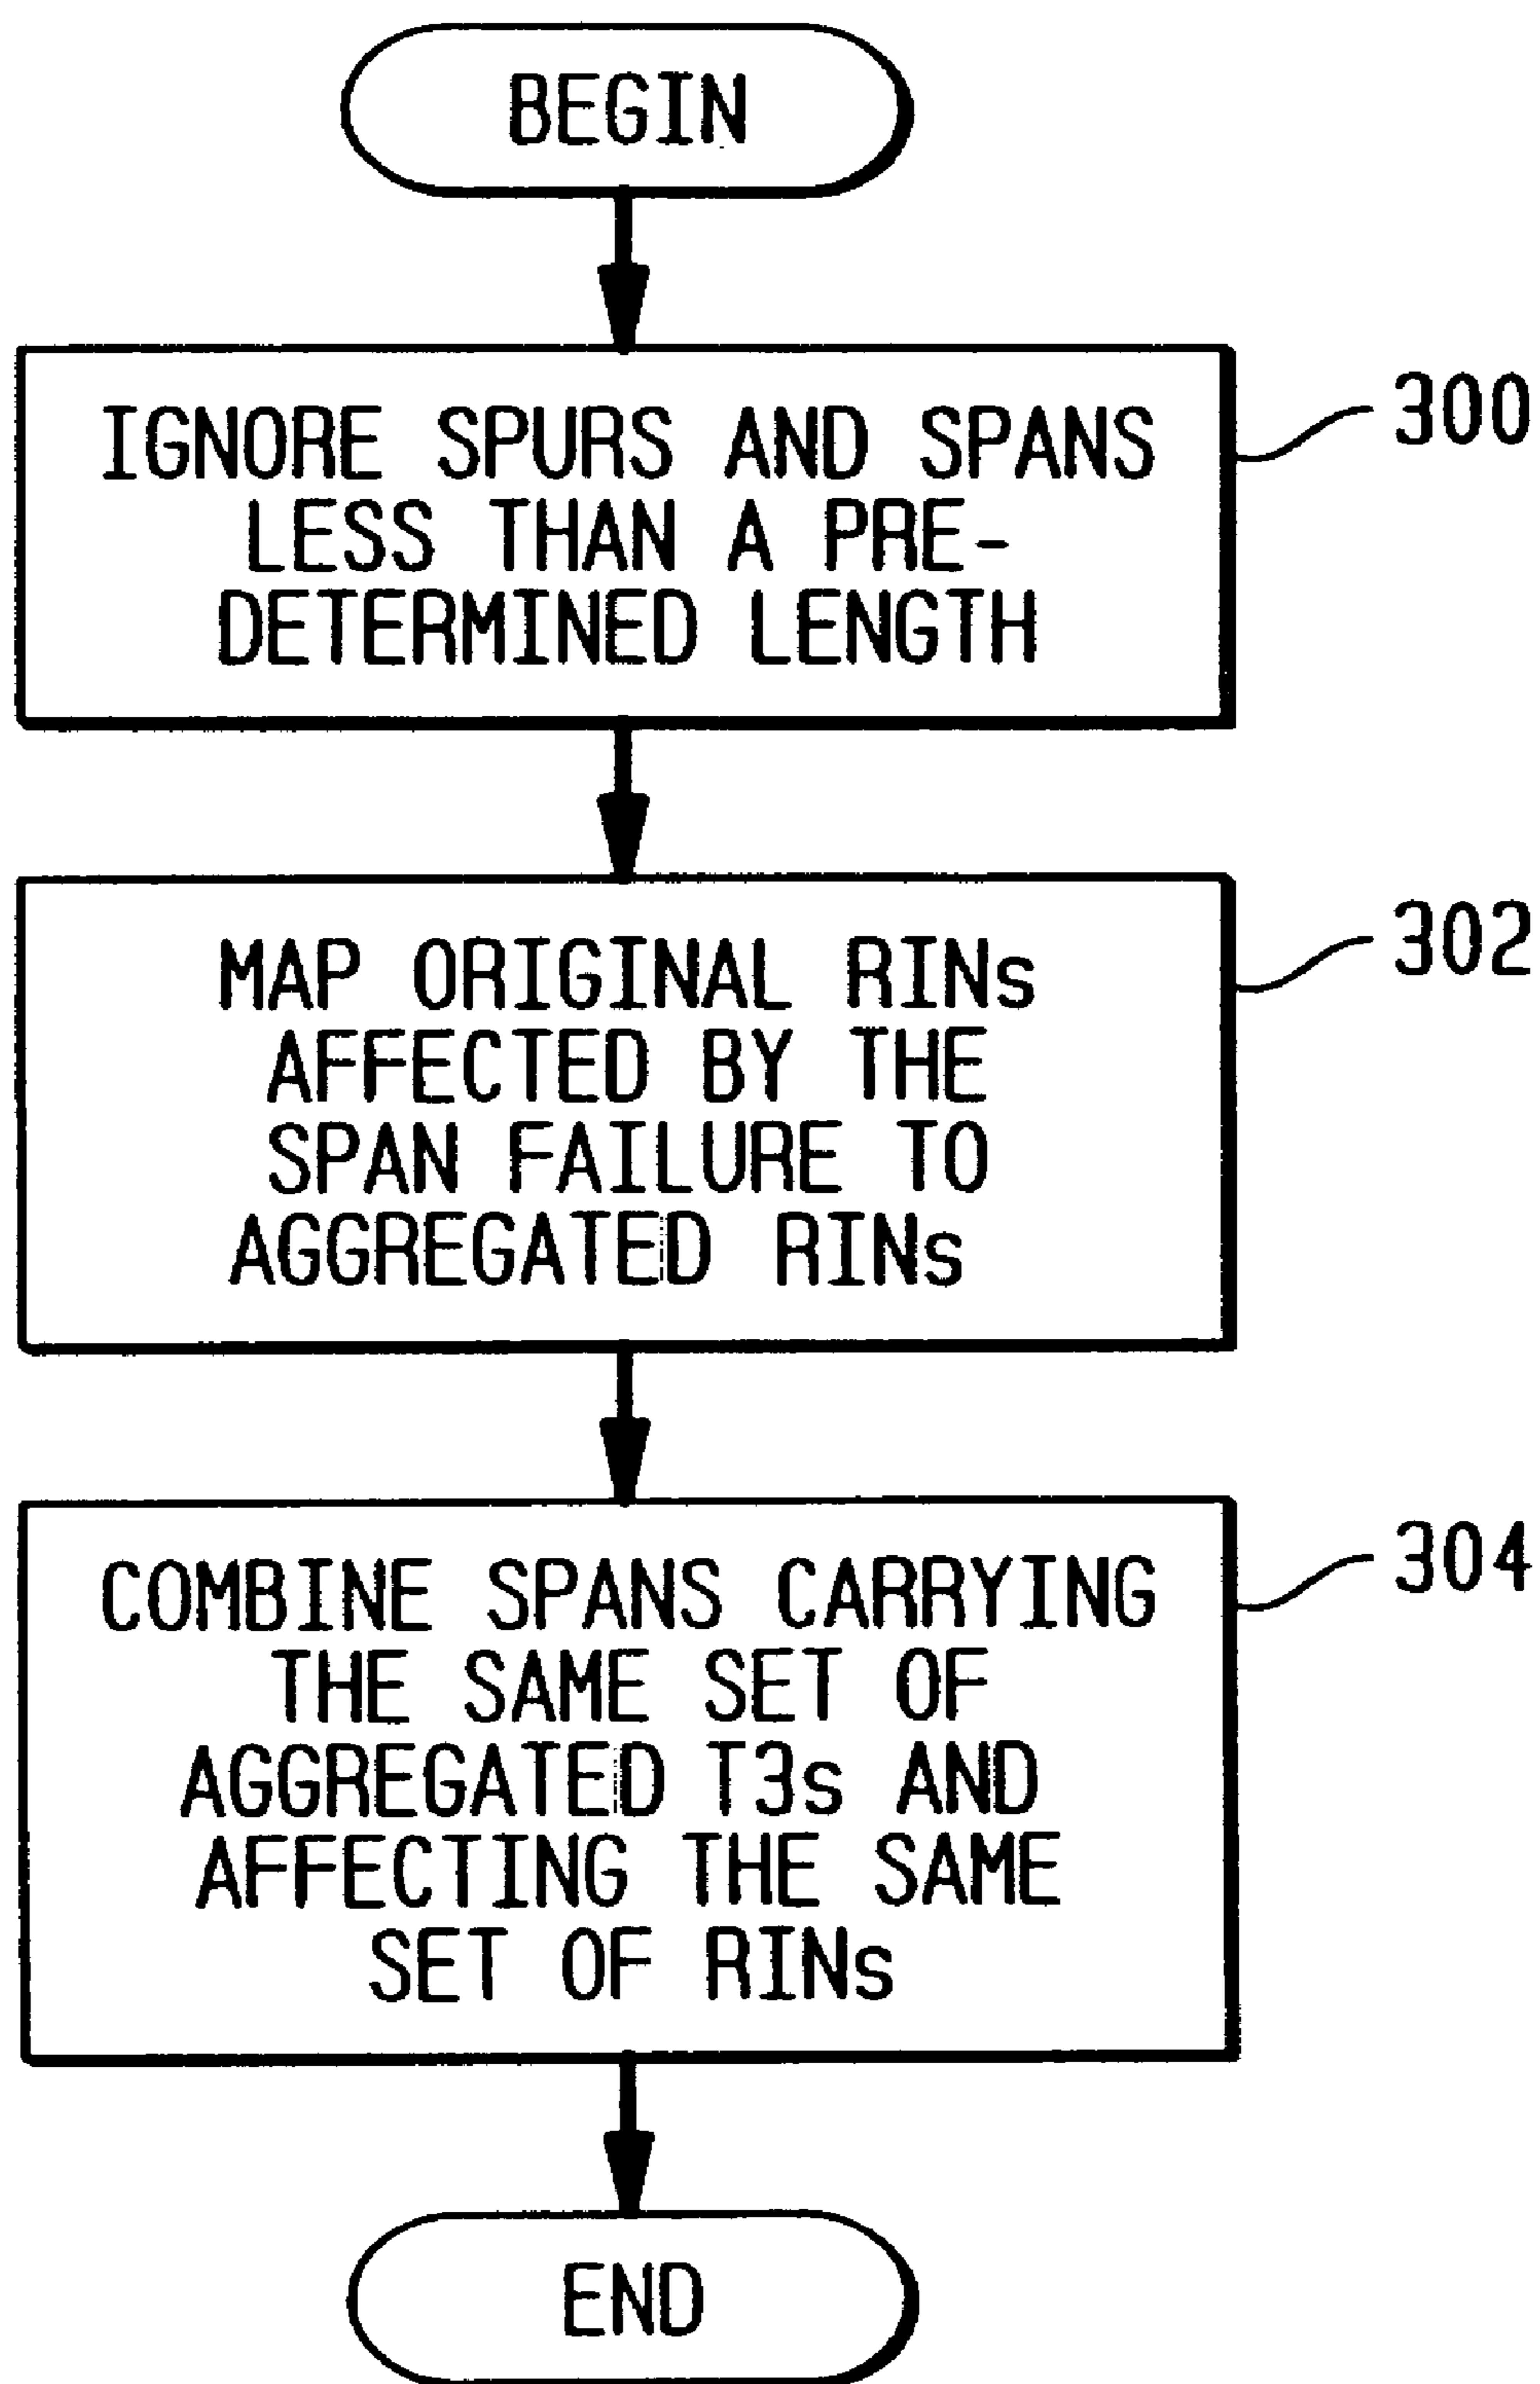 BEGIN
IGNORE SPURS AND SPANS
LESS THAN A PRE-
DETERMINED LENGTH
300
MAP ORIGINAL RINs
AFFECTED BY THE
SPAN FAILURE TO
AGGREGATED RINs
302
COMBINE SPANS CARRYING
THE SAME SET OF
AGGREGATED T3s AND
AFFECTING THE SAME
SET OF RINs
304
END